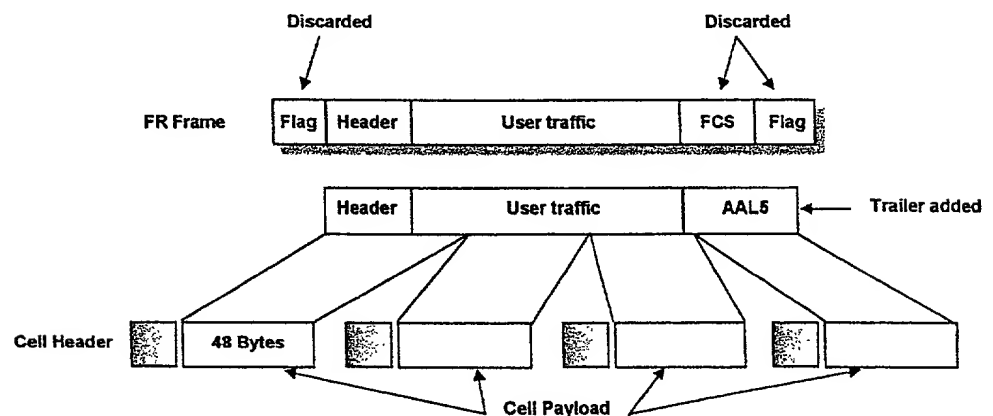 Discarded Discarded
FR Frame Flag Header User traffic FCS Flag
Header User traffic AAL5 Trailer added
Cell Header 48 Bytes
Cell Payload